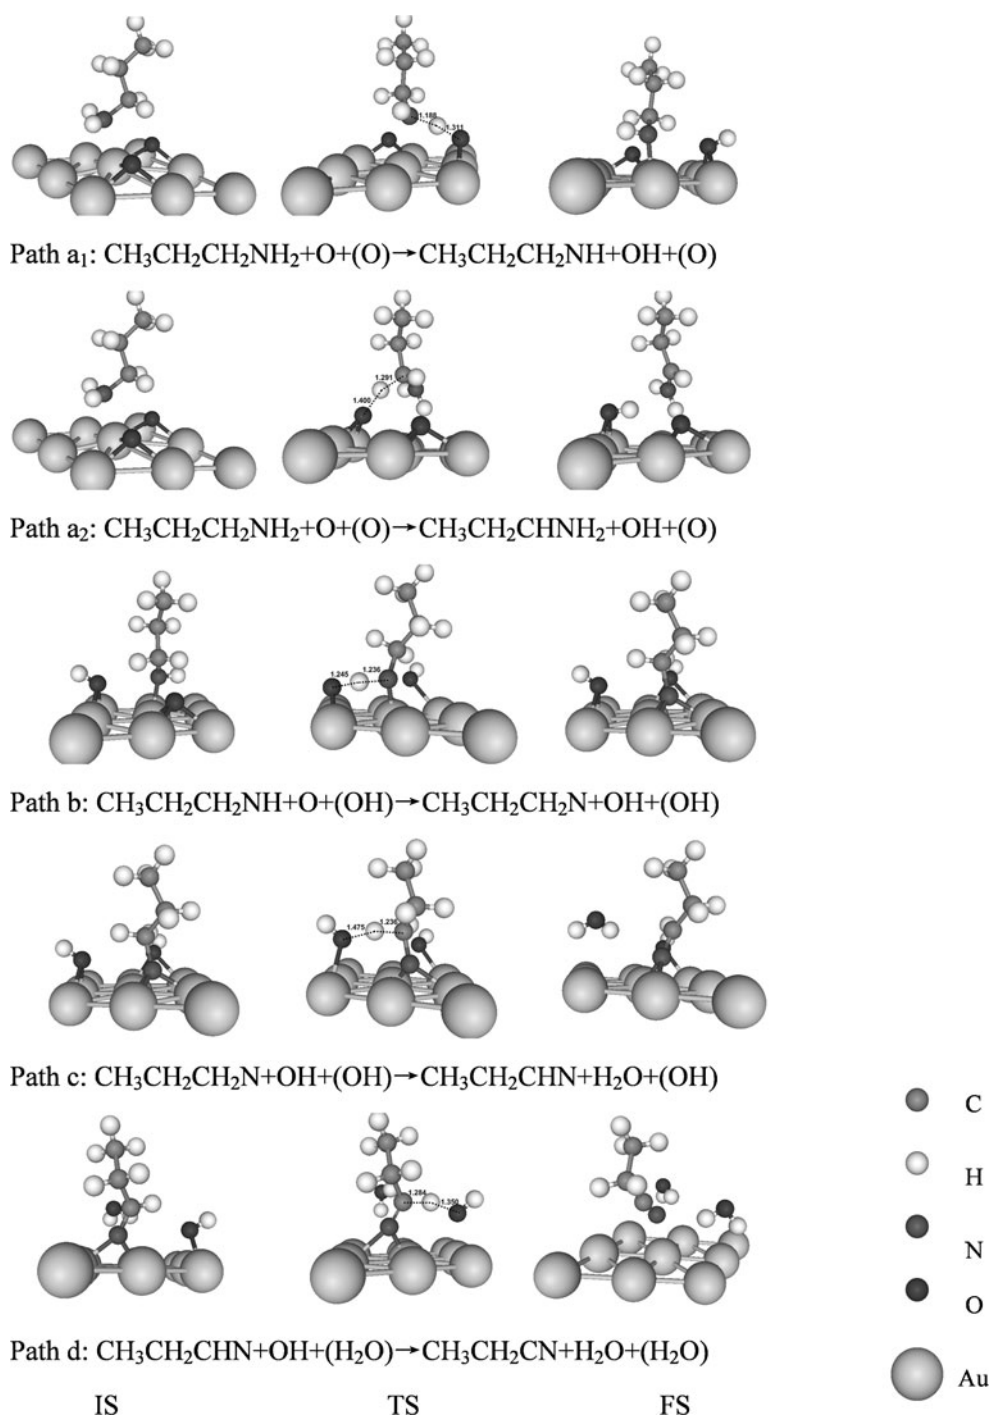 1.188
1.311
Path a₁: CH₃CH₂CH₂NH₂+O+(O)→CH₃CH₂CH₂NH+OH+(O)
1.291
1.400
Path a₂: CH₃CH₂CH₂NH₂+O+(O)→CH₃CH₂CHNH₂+OH+(O)
1.245 1.236
Path b: CH₃CH₂CH₂NH+O+(OH)→CH₃CH₂CH₂N+OH+(OH)
1.475
Path c: CH₃CH₂CH₂N+OH+(OH)→CH₃CH₂CHN+H₂O+(OH)
1.284
1.350
Path d: CH₃CH₂CHN+OH+(H₂O)→CH₃CH₂CN+H₂O+(H₂O)
IS TS FS
C
H
N
O
Au